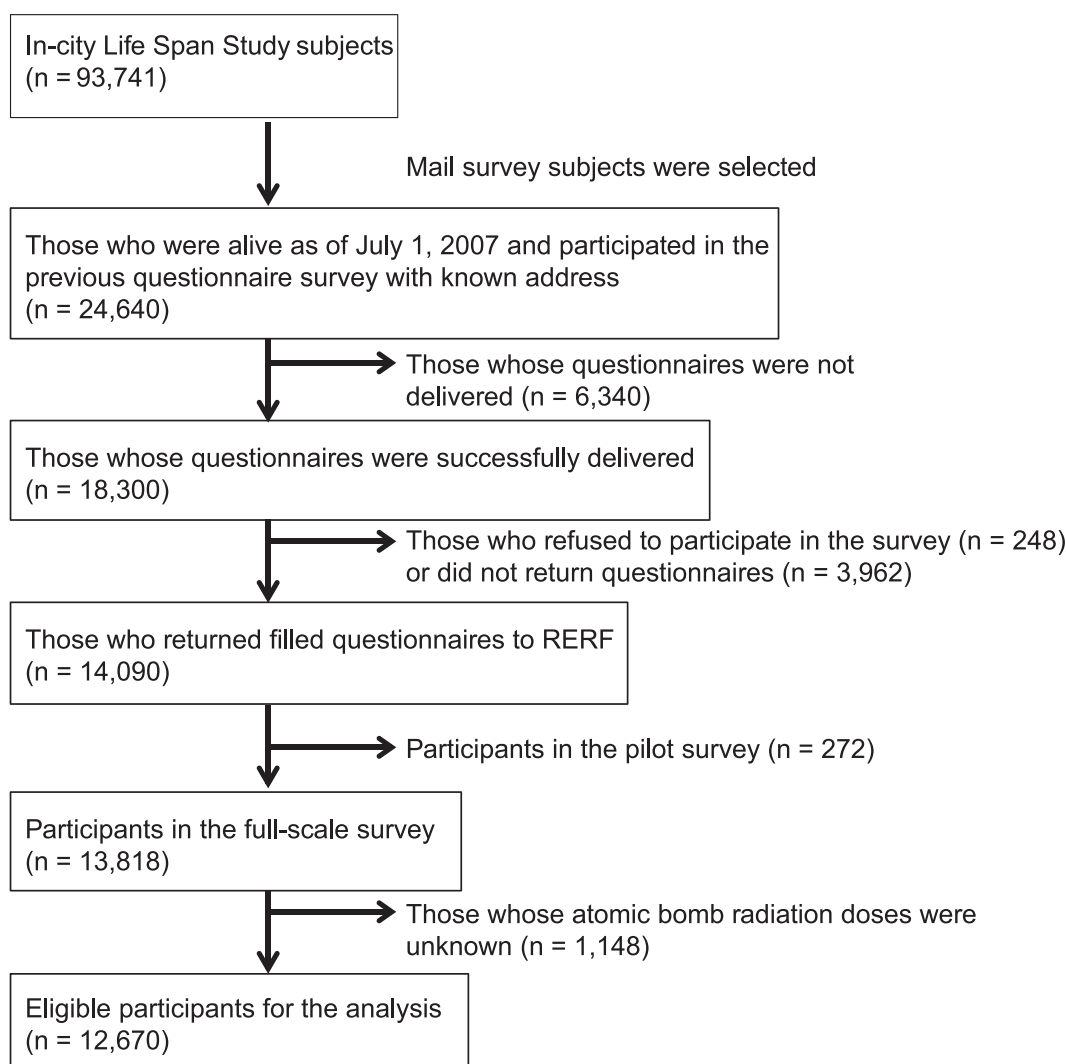 In-city Life Span Study subjects
(n = 93,741)
Mail survey subjects were selected
Those who were alive as of July 1, 2007 and participated in the
previous questionnaire survey with known address
(n = 24,640)
Those whose questionnaires were not
delivered (n = 6,340)
Those whose questionnaires were successfully delivered
(n = 18,300)
Those who refused to participate in the survey (n = 248)
or did not return questionnaires (n = 3,962)
Those who returned filled questionnaires to RERF
(n = 14,090)
Participants in the pilot survey (n = 272)
Participants in the full-scale survey
(n = 13,818)
Those whose atomic bomb radiation doses were
unknown (n = 1,148)
Eligible participants for the analysis
(n = 12,670)